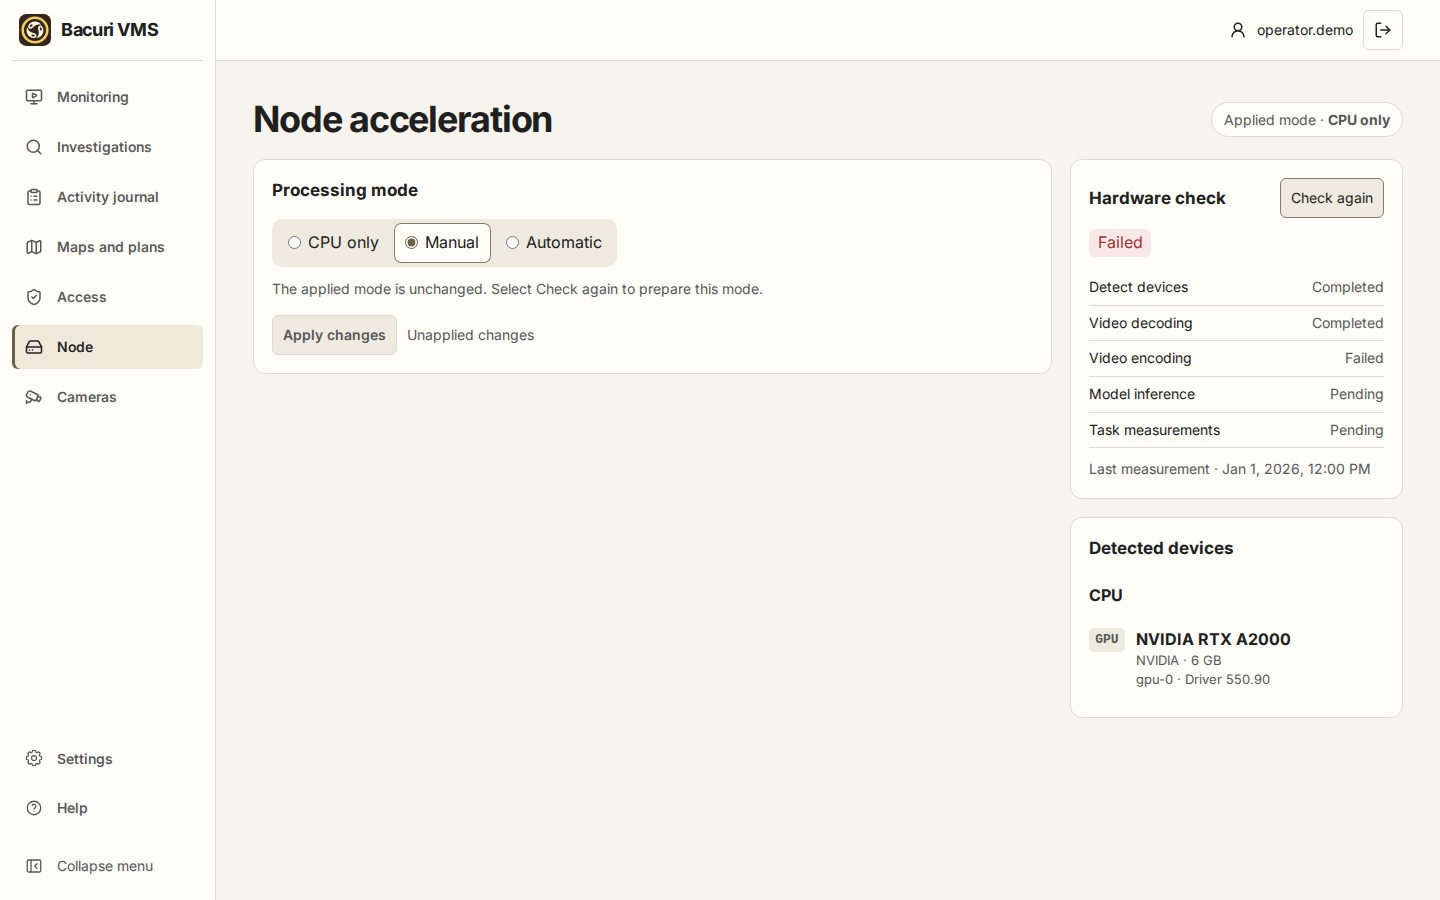 Bacuri VMS
operator.demo
Monitoring
Investigations
Activity journal
Maps and plans
Access
Node
Cameras
Settings
Help
Collapse menu
Node acceleration
Applied mode · CPU only
Processing mode
CPU only Manual Automatic
The applied mode is unchanged. Select Check again to prepare this mode.
Apply changes Unapplied changes
Hardware check Check again
Failed
Detect devices Completed
Video decoding Completed
Video encoding Failed
Model inference Pending
Task measurements Pending
Last measurement · Jan 1, 2026, 12:00 PM
Detected devices
CPU
GPU NVIDIA RTX A2000
NVIDIA · 6 GB
gpu-0 · Driver 550.90